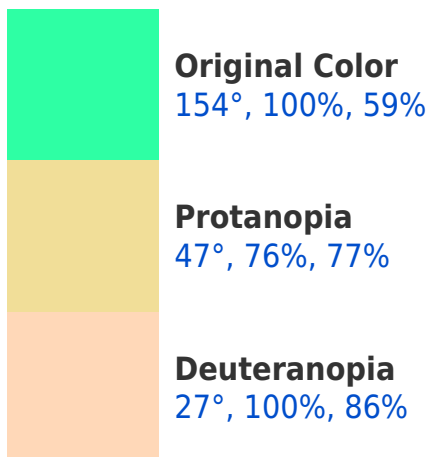 Original Color
154°, 100%, 59%
Protanopia
47°, 76%, 77%
Deuteranopia
27°, 100%, 86%